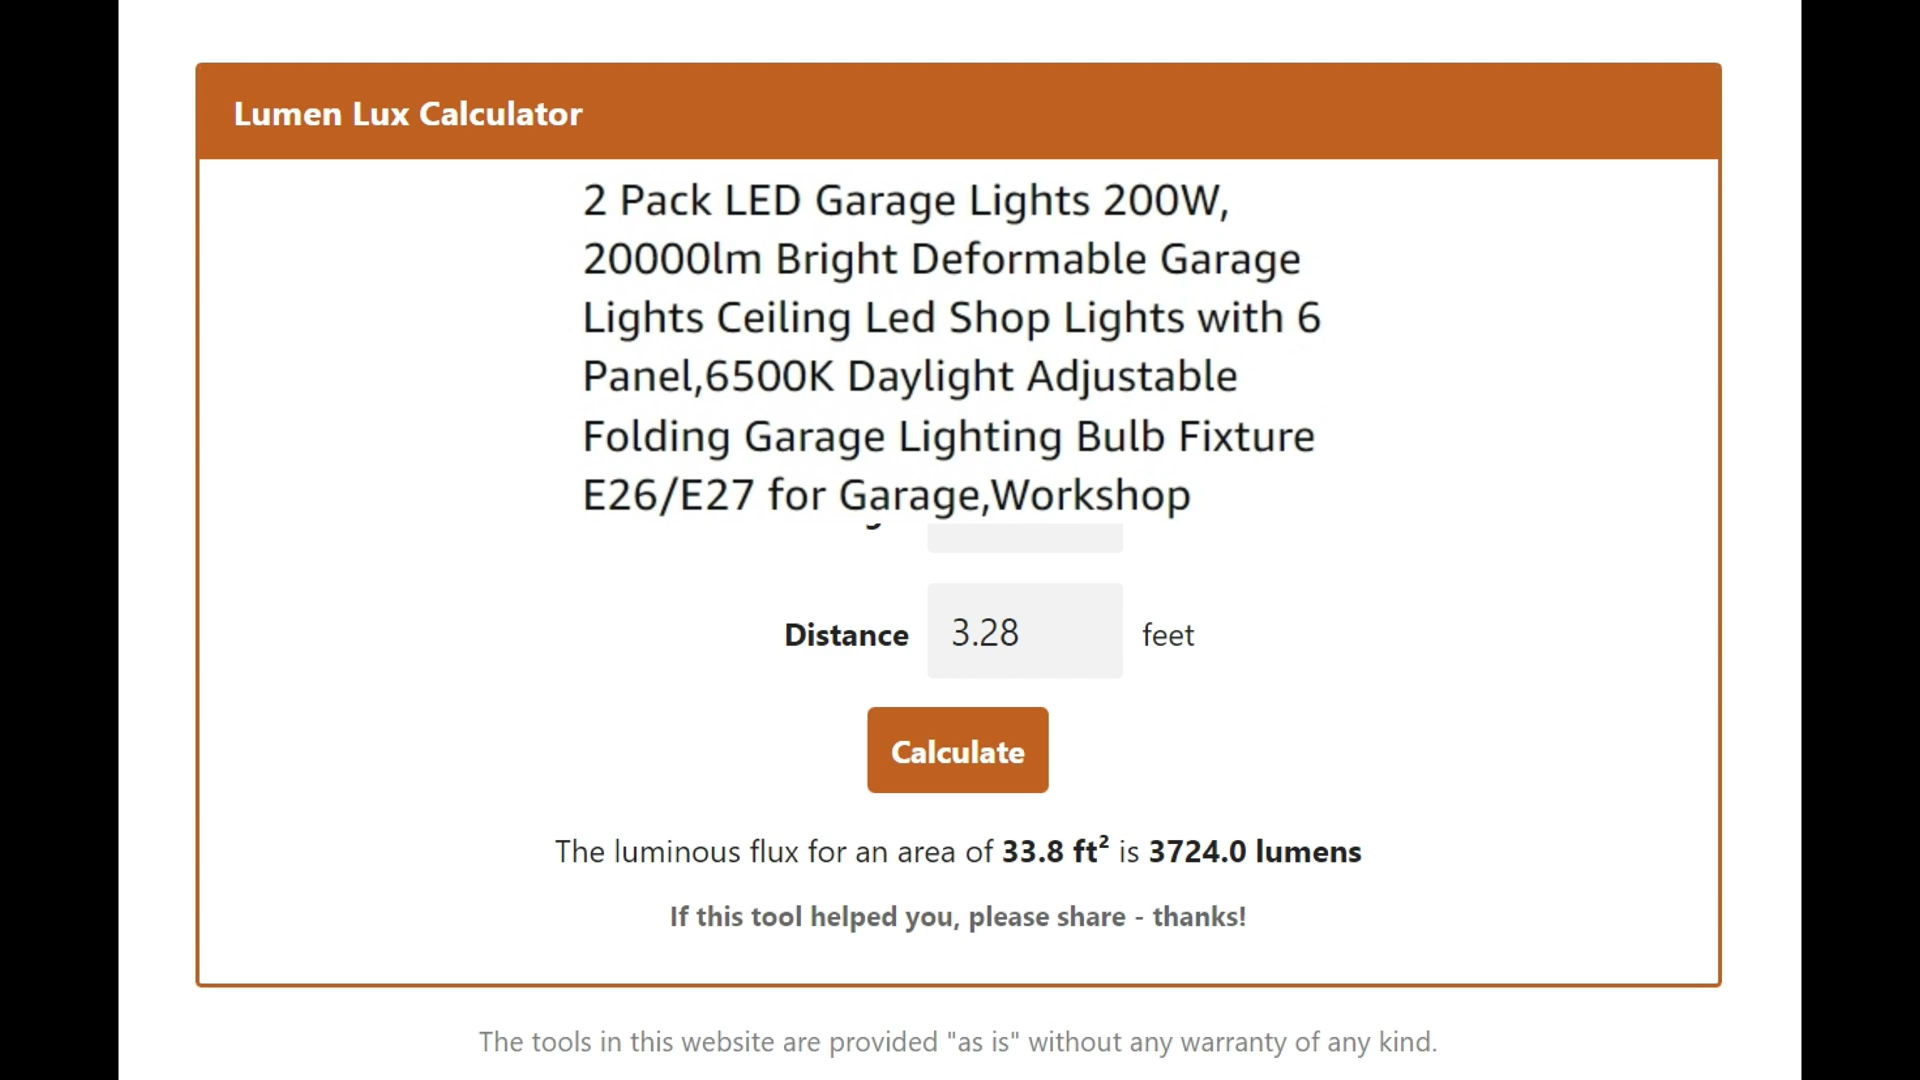 Lumen Lux Calculator
2 Pack LED Garage Lights 200W,
20000lm Bright Deformable Garage
Lights Ceiling Led Shop Lights with 6
Panel,6500K Daylight Adjustable
Folding Garage Lighting Bulb Fixture
E26/E27 for Garage,Workshop
Distance 3.28 feet
Calculate
The luminous flux for an area of 33.8 ft² is 3724.0 lumens
If this tool helped you, please share - thanks!
The tools in this website are provided "as is" without any warranty of any kind.